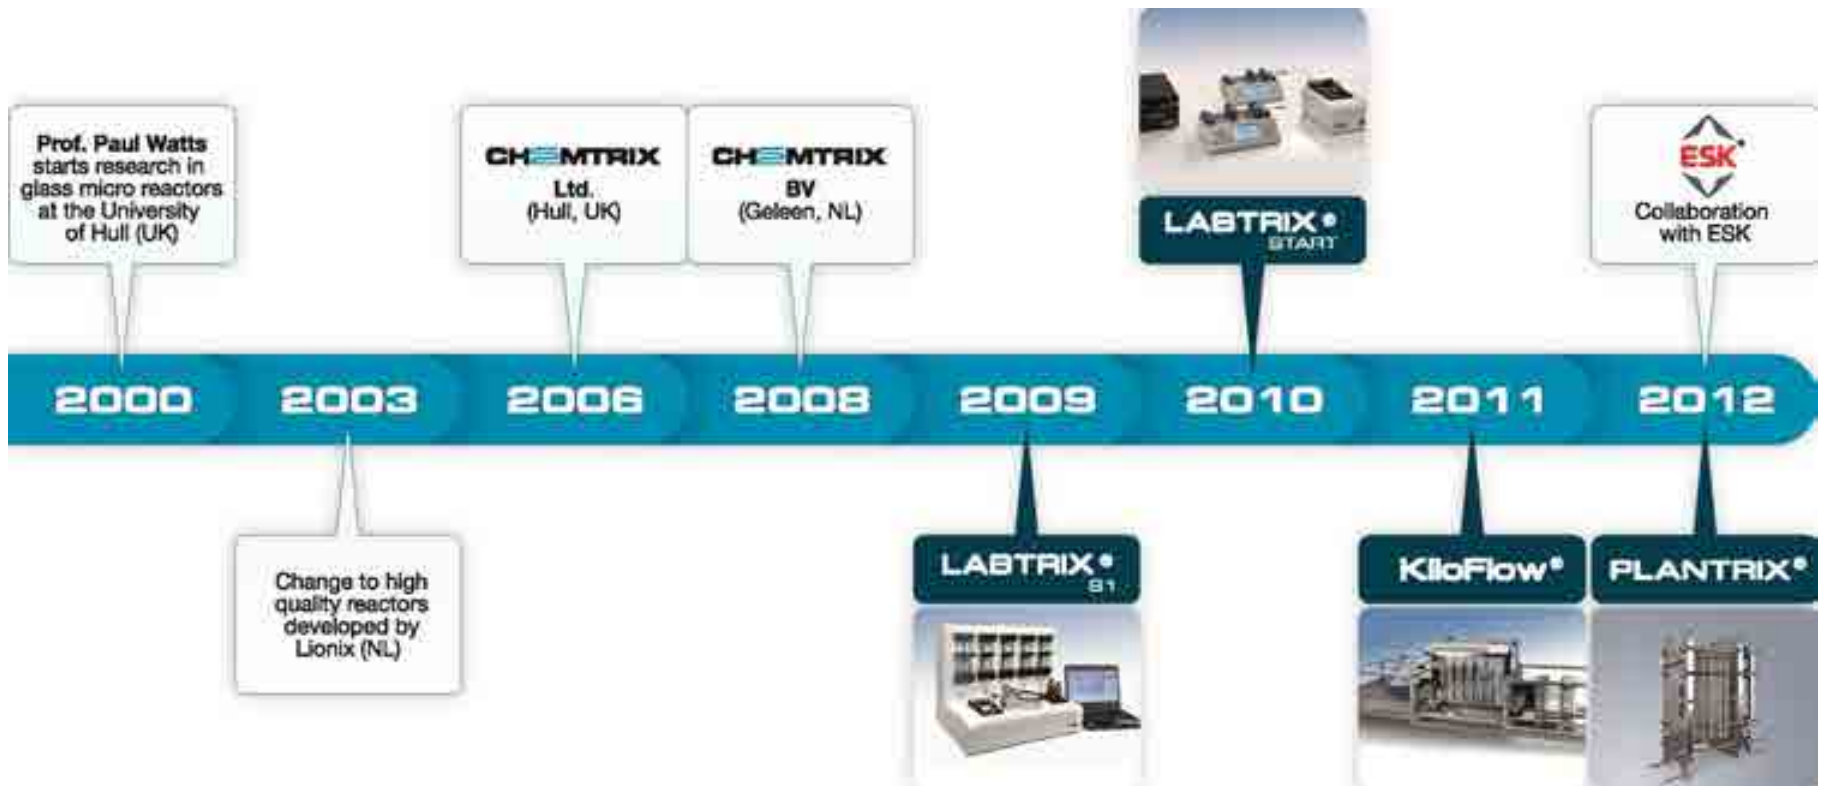 Prof. Paul Watts
starts research in
glass micro reactors
at the University
of Hull (UK)
CHEMTRIX
Ltd.
(Hull, UK)
CHEMTRIX
BV
(Geleen, NL)
LABTRIX®
START
ESK
Collaboration
with ESK
2000
2003
2006
2008
2009
2010
2011
2012
Change to high
quality reactors
developed by
Lionix (NL)
LABTRIX®
S1
KiloFlow®
PLANTRIX®